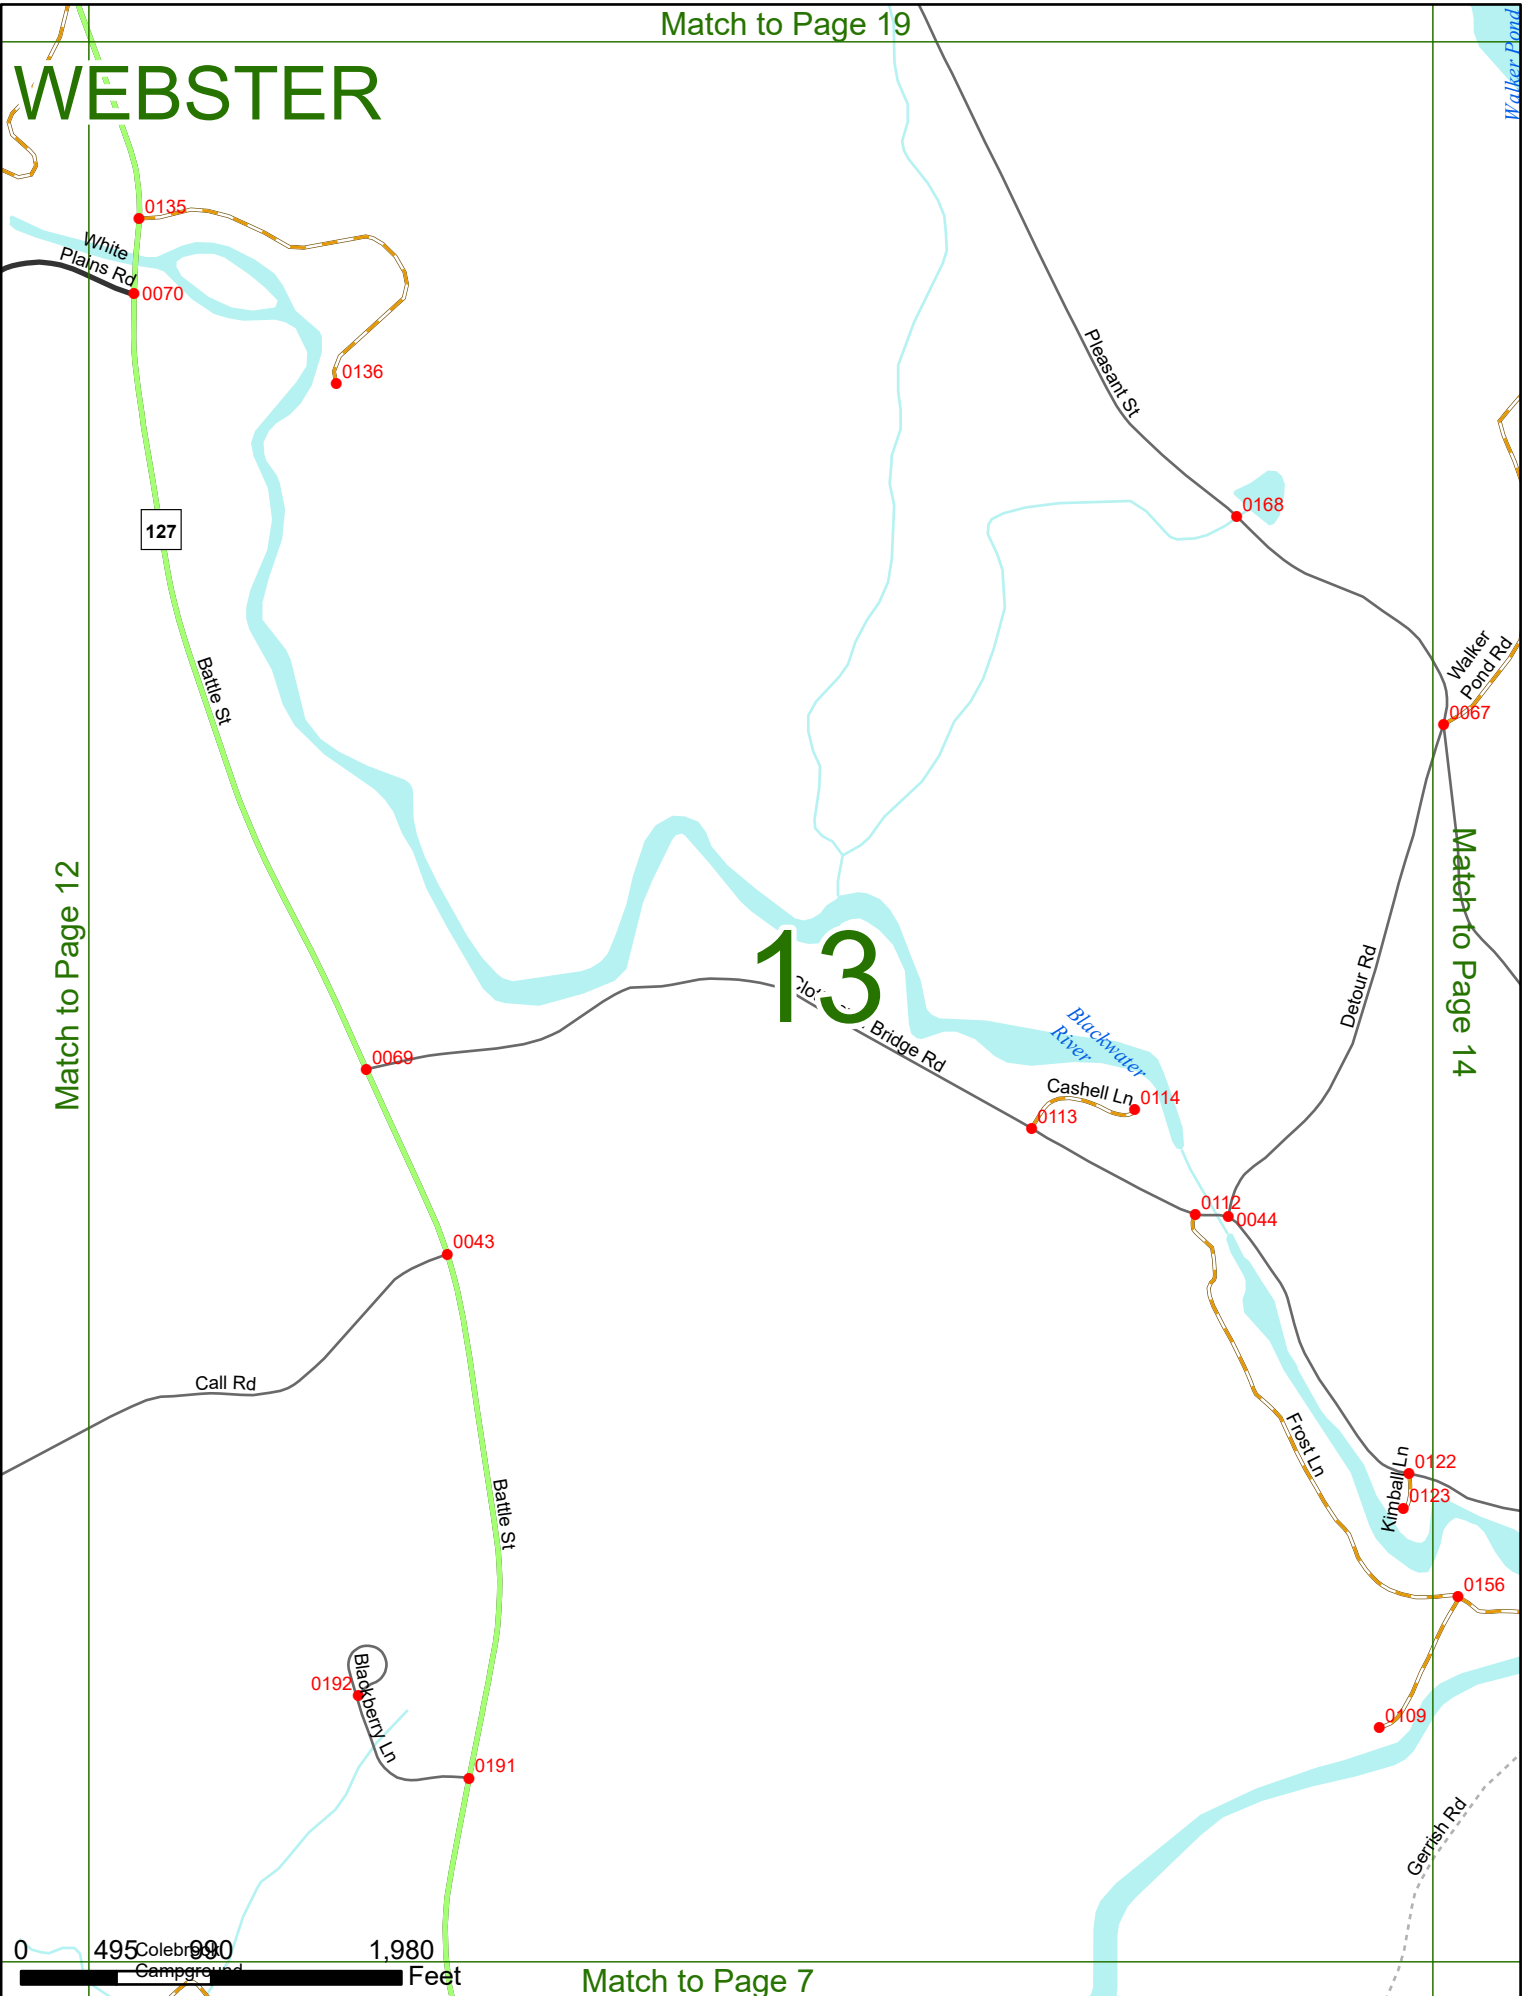 Match to Page 19
Walker Pond
WEBSTER
0135
White
Plains Rd
0070
0136
Pleasant St
0168
127
Walker
Pond Rd
Battle St
0067
Match to Page 12
Match to Page 14
13
Bridge Rd
Detour Rd
Blackwater
River
0069
Cashell Ln
0114
0113
0112
0044
0043
Call Rd
Frost Ln
Kimball Ln
0122
0123
Battle St
0156
0192
Blackberry Ln
0109
0191
Gerrish Rd
0 495 990 1,980
Colebrook
Campground
Feet
Match to Page 7